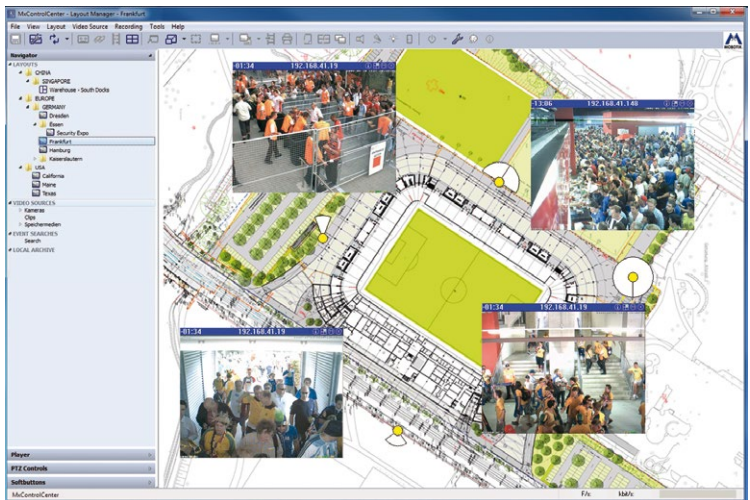 MxControlCenter - Layout Manager - Frankfurt
File View Layout Video Source Recording Tools Help
MOBOTIX
Navigator
LAYOUTS
CHINA
SINGAPORE
Warehouse - South Docks
EUROPE
GERMANY
Dresden
Essen
Security Expo
Frankfurt
Hamburg
Kaiserslautern
USA
California
Maine
Texas
VIDEO SOURCES
Kameras
Clips
Speichermedien
EVENT SEARCHES
Search
LOCAL ARCHIVE
-01:34 192.168.41.19
-13:06 192.168.41.148
-01:34 192.168.41.19
-01:34 192.168.41.19
Player
PTZ Controls
Softbuttons
MxControlCenter
F/s kbit/s